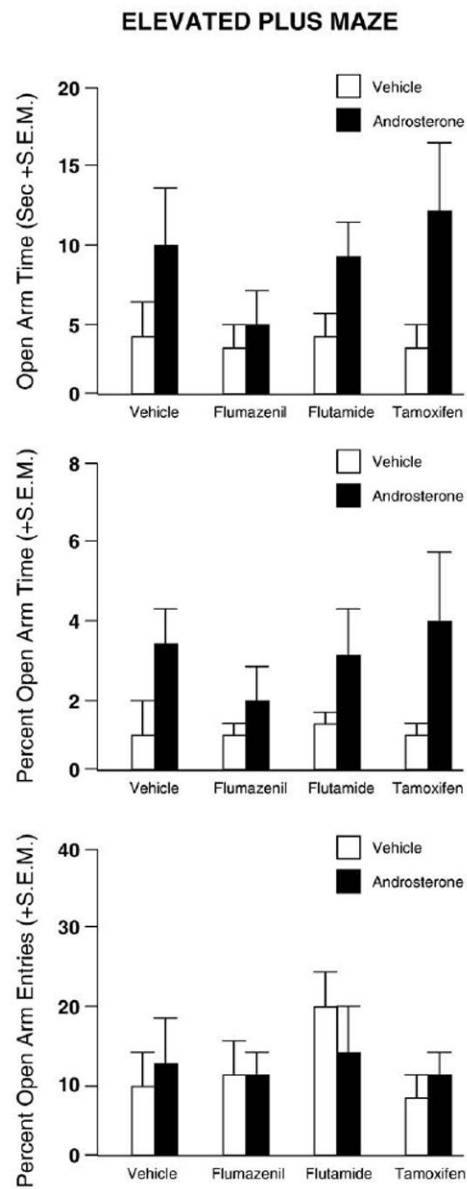 ELEVATED PLUS MAZE
Open Arm Time (Sec +S.E.M.)
20
15
10
5
0
Vehicle
Androsterone
Vehicle Flumazenil Flutamide Tamoxifen
Percent Open Arm Time (+S.E.M.)
8
6
4
2
0
Vehicle
Androsterone
Vehicle Flumazenil Flutamide Tamoxifen
Percent Open Arm Entries (+S.E.M.)
40
30
20
10
0
Vehicle
Androsterone
Vehicle Flumazenil Flutamide Tamoxifen